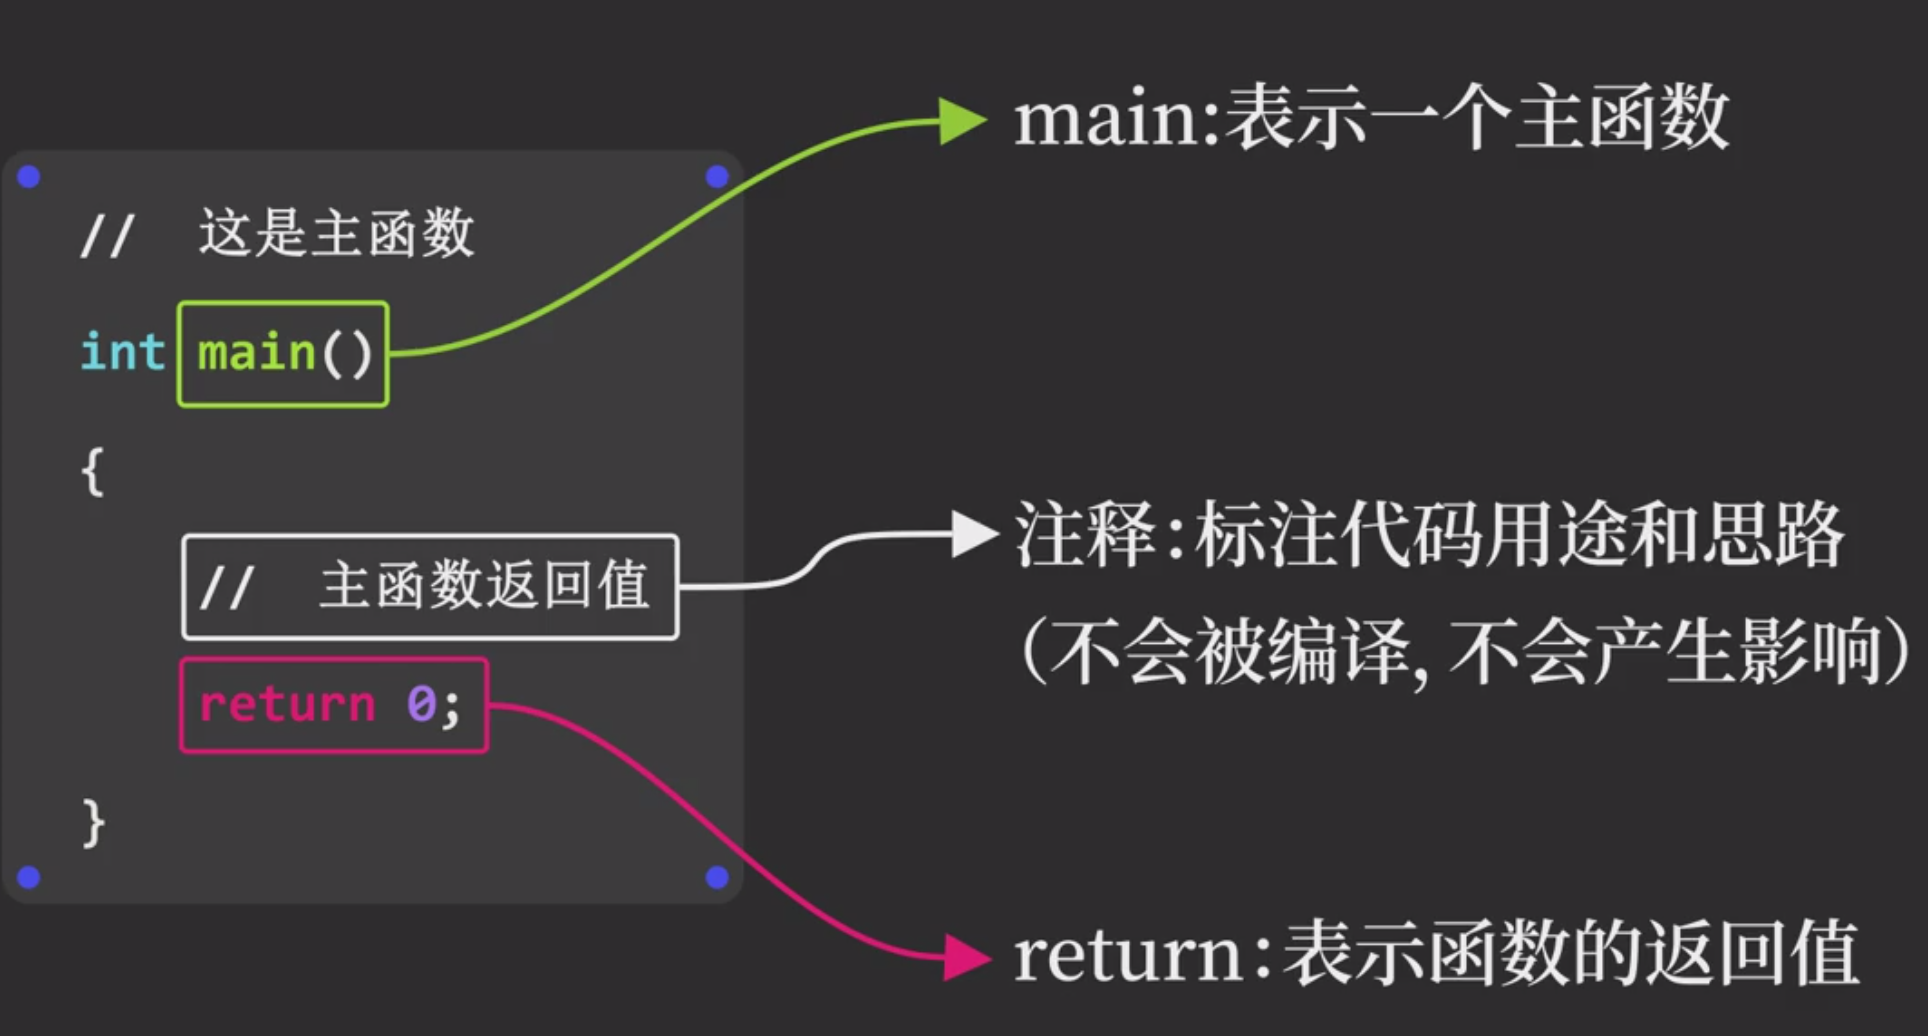 main:表示一个主函数
// 这是主函数
int main()
{
// 主函数返回值
注释:标注代码用途和思路
(不会被编译,不会产生影响)
return 0;
}
return:表示函数的返回值